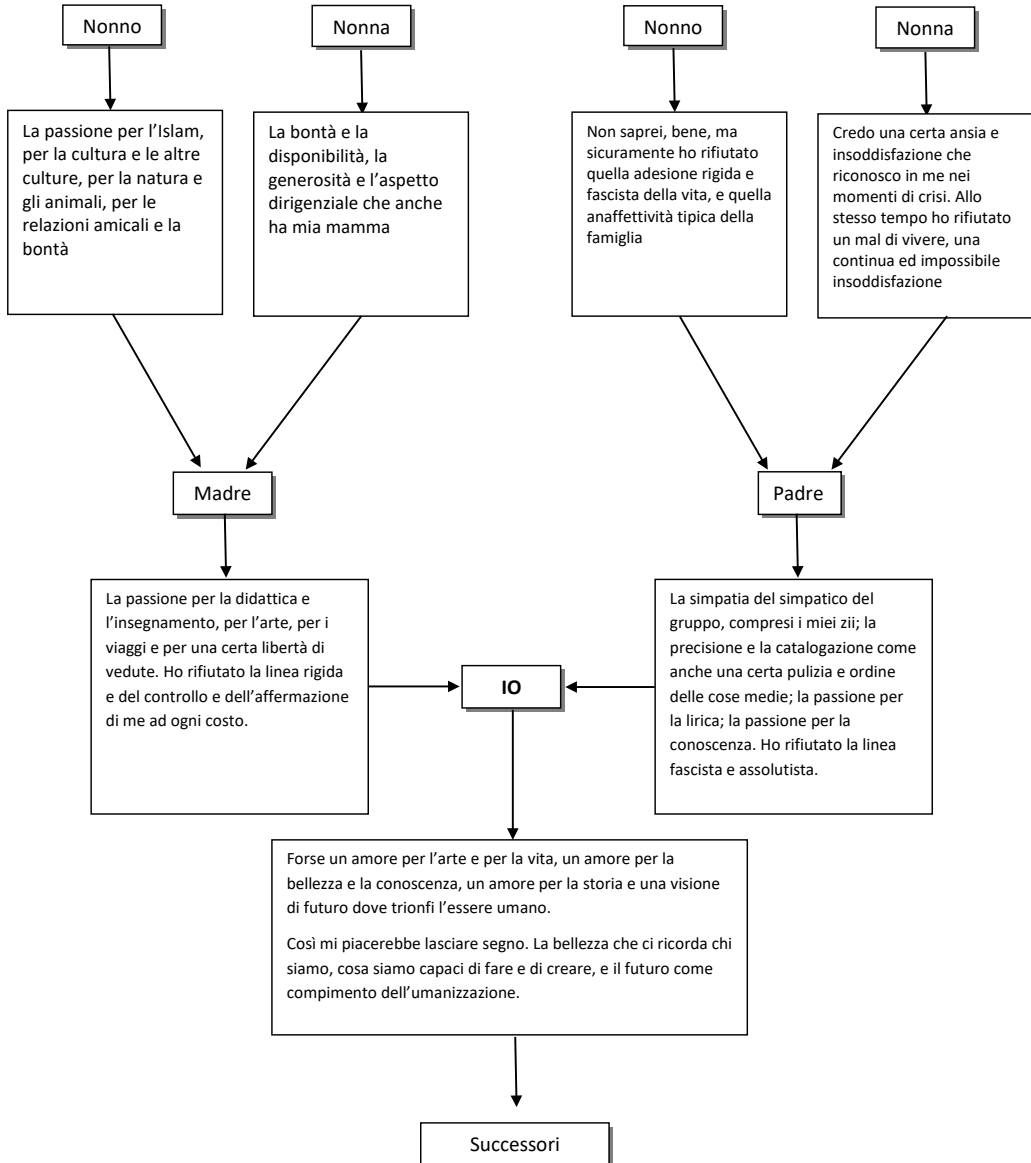 Nonno
Nonna
Nonno
Nonna
La passione per l’Islam,
per la cultura e le altre
culture, per la natura e
gli animali, per le
relazioni amicali e la
bontà
La bontà e la
disponibilità, la
generosità e l’aspetto
dirigenziale che anche
ha mia mamma
Non saprei, bene, ma
sicuramente ho rifiutato
quella adesione rigida e
fascista della vita, e quella
anaffettività tipica della
famiglia
Credo una certa ansia e
insoddisfazione che
riconosco in me nei
momenti di crisi. Allo
stesso tempo ho rifiutato
un mal di vivere, una
continua ed impossibile
insoddisfazione
Madre
Padre
La passione per la didattica e
l’insegnamento, per l’arte, per i
viaggi e per una certa libertà di
vedute. Ho rifiutato la linea rigida
e del controllo e dell’affermazione
di me ad ogni costo.
IO
La simpatia del simpatico del
gruppo, compresi i miei zii; la
precisione e la catalogazione come
anche una certa pulizia e ordine
delle cose medie; la passione per
la lirica; la passione per la
conoscenza. Ho rifiutato la linea
fascista e assolutista.
Forse un amore per l’arte e per la vita, un amore per la
bellezza e la conoscenza, un amore per la storia e una visione
di futuro dove trionfi l’essere umano.
Così mi piacerebbe lasciare segno. La bellezza che ci ricorda chi
siamo, cosa siamo capaci di fare e di creare, e il futuro come
compimento dell’umanizzazione.
Successori